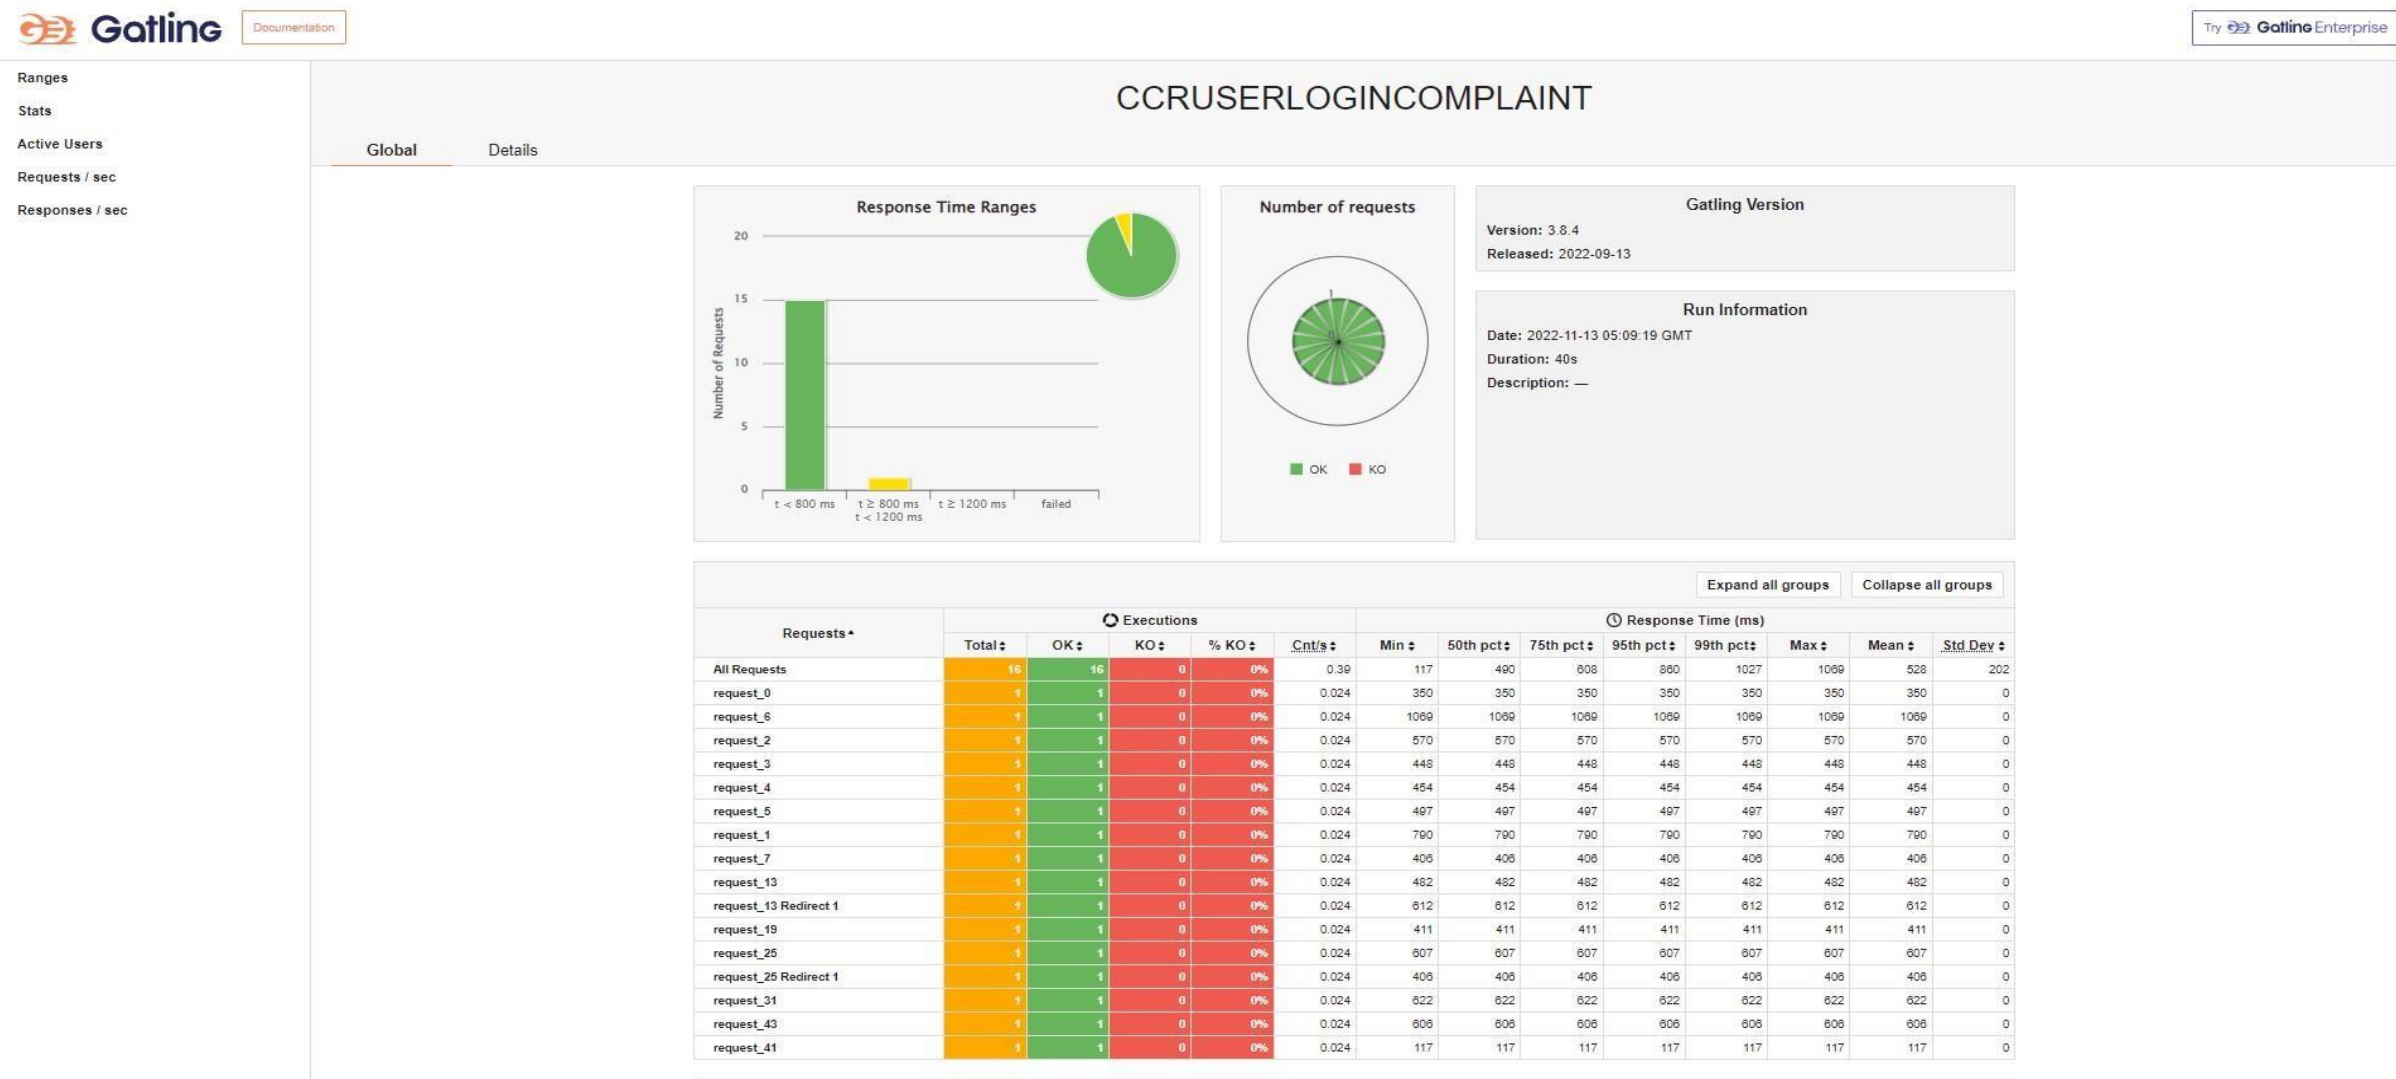 Gatling Documentation Try Gatling Enterprise
Ranges
Stats
Active Users
Requests / sec
Responses / sec
CCRUSERLOGINCOMPLAINT
Global Details
Response Time Ranges
20
15
10
5
0
Number of Requests
t < 800 ms
t ≥ 800 ms
t < 1200 ms
t ≥ 1200 ms
failed
Number of requests
1
0
OK KO
Gatling Version
Version: 3.8.4
Released: 2022-09-13
Run Information
Date: 2022-11-13 05:09:19 GMT
Duration: 40s
Description: —
Expand all groups Collapse all groups
Requests Executions Response Time (ms)
Total OK KO % KO Cnt/s Min 50th pct 75th pct 95th pct 99th pct Max Mean Std Dev
All Requests 16 16 0 0% 0.39 117 490 608 860 1027 1069 528 202
request_0 1 1 0 0% 0.024 350 350 350 350 350 350 350 0
request_6 1 1 0 0% 0.024 1069 1069 1069 1069 1069 1069 1069 0
request_2 1 1 0 0% 0.024 570 570 570 570 570 570 570 0
request_3 1 1 0 0% 0.024 448 448 448 448 448 448 448 0
request_4 1 1 0 0% 0.024 454 454 454 454 454 454 454 0
request_5 1 1 0 0% 0.024 497 497 497 497 497 497 497 0
request_1 1 1 0 0% 0.024 790 790 790 790 790 790 790 0
request_7 1 1 0 0% 0.024 406 406 406 406 406 406 406 0
request_13 1 1 0 0% 0.024 482 482 482 482 482 482 482 0
request_13 Redirect 1 1 1 0 0% 0.024 612 612 612 612 612 612 612 0
request_19 1 1 0 0% 0.024 411 411 411 411 411 411 411 0
request_25 1 1 0 0% 0.024 607 607 607 607 607 607 607 0
request_25 Redirect 1 1 1 0 0% 0.024 406 406 406 406 406 406 406 0
request_31 1 1 0 0% 0.024 622 622 622 622 622 622 622 0
request_43 1 1 0 0% 0.024 606 606 606 606 606 606 606 0
request_41 1 1 0 0% 0.024 117 117 117 117 117 117 117 0